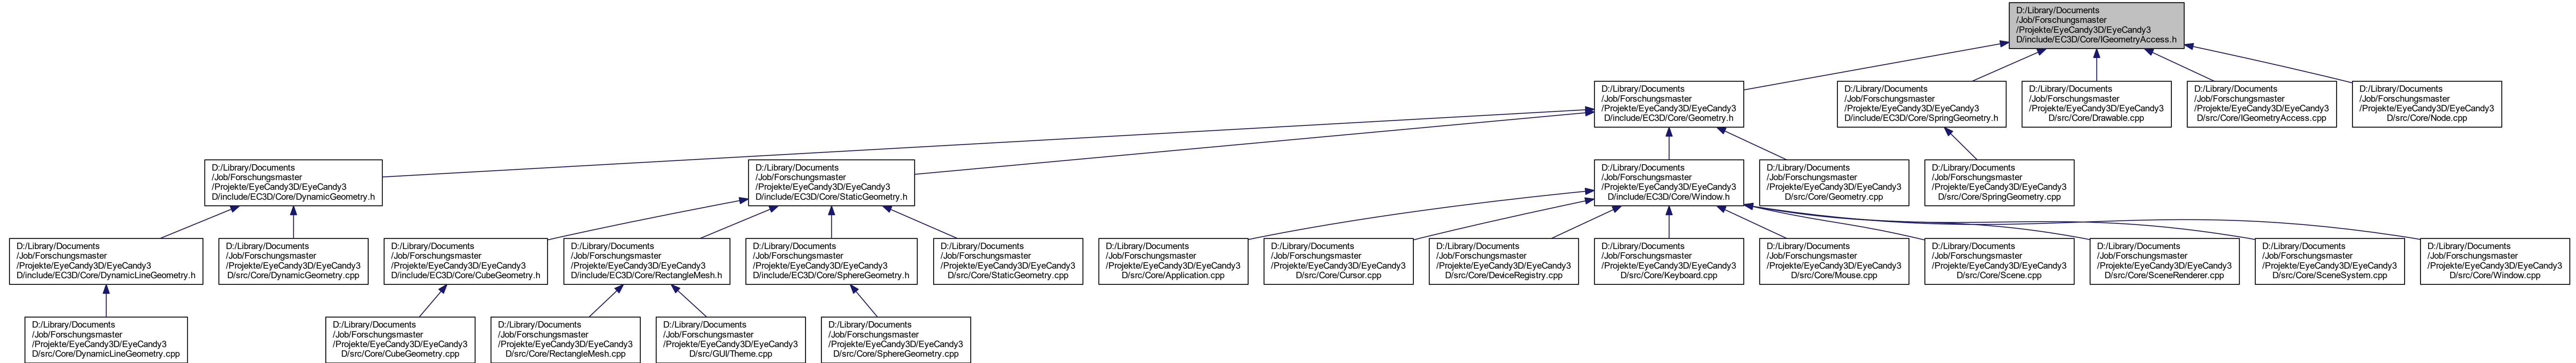 D:/Library/Documents
/Job/Forschungsmaster
/Projekte/EyeCandy3D/EyeCandy3
D/include/EC3D/Core/IGeometryAccess.h
D:/Library/Documents
/Job/Forschungsmaster
/Projekte/EyeCandy3D/EyeCandy3
D/include/EC3D/Core/Geometry.h
D:/Library/Documents
/Job/Forschungsmaster
/Projekte/EyeCandy3D/EyeCandy3
D/include/EC3D/Core/SpringGeometry.h
D:/Library/Documents
/Job/Forschungsmaster
/Projekte/EyeCandy3D/EyeCandy3
D/src/Core/Drawable.cpp
D:/Library/Documents
/Job/Forschungsmaster
/Projekte/EyeCandy3D/EyeCandy3
D/src/Core/IGeometryAccess.cpp
D:/Library/Documents
/Job/Forschungsmaster
/Projekte/EyeCandy3D/EyeCandy3
D/src/Core/Node.cpp
D:/Library/Documents
/Job/Forschungsmaster
/Projekte/EyeCandy3D/EyeCandy3
D/include/EC3D/Core/DynamicGeometry.h
D:/Library/Documents
/Job/Forschungsmaster
/Projekte/EyeCandy3D/EyeCandy3
D/include/EC3D/Core/StaticGeometry.h
D:/Library/Documents
/Job/Forschungsmaster
/Projekte/EyeCandy3D/EyeCandy3
D/include/EC3D/Core/Window.h
D:/Library/Documents
/Job/Forschungsmaster
/Projekte/EyeCandy3D/EyeCandy3
D/src/Core/Geometry.cpp
D:/Library/Documents
/Job/Forschungsmaster
/Projekte/EyeCandy3D/EyeCandy3
D/src/Core/SpringGeometry.cpp
D:/Library/Documents
/Job/Forschungsmaster
/Projekte/EyeCandy3D/EyeCandy3
D/include/EC3D/Core/DynamicLineGeometry.h
D:/Library/Documents
/Job/Forschungsmaster
/Projekte/EyeCandy3D/EyeCandy3
D/src/Core/DynamicGeometry.cpp
D:/Library/Documents
/Job/Forschungsmaster
/Projekte/EyeCandy3D/EyeCandy3
D/include/EC3D/Core/CubeGeometry.h
D:/Library/Documents
/Job/Forschungsmaster
/Projekte/EyeCandy3D/EyeCandy3
D/include/EC3D/Core/RectangleMesh.h
D:/Library/Documents
/Job/Forschungsmaster
/Projekte/EyeCandy3D/EyeCandy3
D/include/EC3D/Core/SphereGeometry.h
D:/Library/Documents
/Job/Forschungsmaster
/Projekte/EyeCandy3D/EyeCandy3
D/src/Core/StaticGeometry.cpp
D:/Library/Documents
/Job/Forschungsmaster
/Projekte/EyeCandy3D/EyeCandy3
D/src/Core/Application.cpp
D:/Library/Documents
/Job/Forschungsmaster
/Projekte/EyeCandy3D/EyeCandy3
D/src/Core/Cursor.cpp
D:/Library/Documents
/Job/Forschungsmaster
/Projekte/EyeCandy3D/EyeCandy3
D/src/Core/DeviceRegistry.cpp
D:/Library/Documents
/Job/Forschungsmaster
/Projekte/EyeCandy3D/EyeCandy3
D/src/Core/Keyboard.cpp
D:/Library/Documents
/Job/Forschungsmaster
/Projekte/EyeCandy3D/EyeCandy3
D/src/Core/Mouse.cpp
D:/Library/Documents
/Job/Forschungsmaster
/Projekte/EyeCandy3D/EyeCandy3
D/src/Core/Scene.cpp
D:/Library/Documents
/Job/Forschungsmaster
/Projekte/EyeCandy3D/EyeCandy3
D/src/Core/SceneRenderer.cpp
D:/Library/Documents
/Job/Forschungsmaster
/Projekte/EyeCandy3D/EyeCandy3
D/src/Core/SceneSystem.cpp
D:/Library/Documents
/Job/Forschungsmaster
/Projekte/EyeCandy3D/EyeCandy3
D/src/Core/Window.cpp
D:/Library/Documents
/Job/Forschungsmaster
/Projekte/EyeCandy3D/EyeCandy3
D/src/Core/DynamicLineGeometry.cpp
D:/Library/Documents
/Job/Forschungsmaster
/Projekte/EyeCandy3D/EyeCandy3
D/src/Core/CubeGeometry.cpp
D:/Library/Documents
/Job/Forschungsmaster
/Projekte/EyeCandy3D/EyeCandy3
D/src/Core/RectangleMesh.cpp
D:/Library/Documents
/Job/Forschungsmaster
/Projekte/EyeCandy3D/EyeCandy3
D/src/GUI/Theme.cpp
D:/Library/Documents
/Job/Forschungsmaster
/Projekte/EyeCandy3D/EyeCandy3
D/src/Core/SphereGeometry.cpp